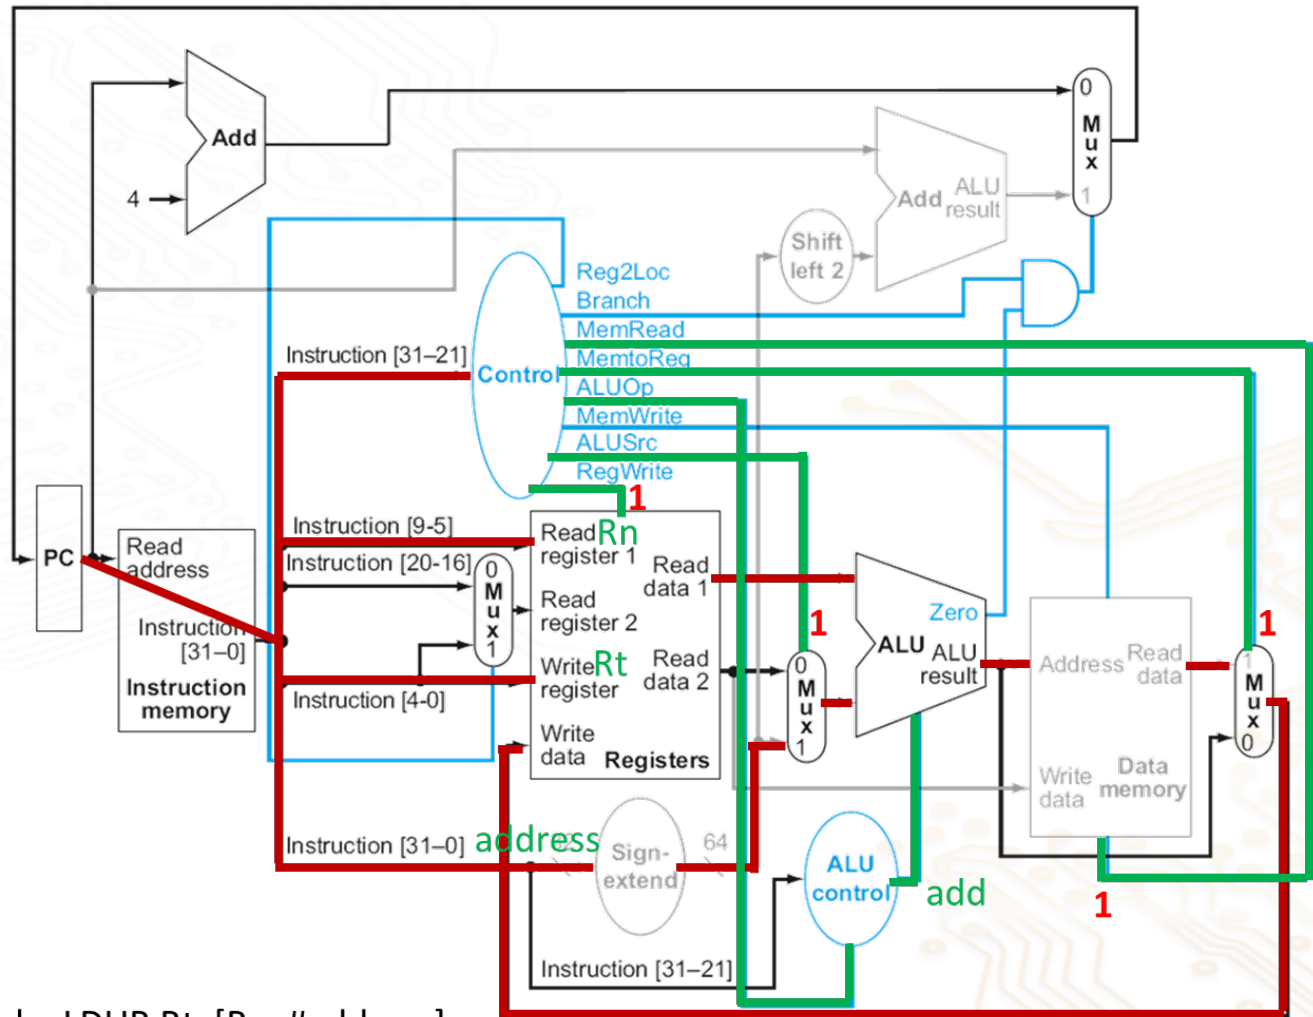 0
M
u
x
1
Add
4
Add
ALU
result
Shift
left 2
Reg2Loc
Branch
MemRead
MemtoReg
ALUOp
MemWrite
ALUSrc
RegWrite
Control
Instruction [31–21]
1
PC
Read
address
Instruction
[31–0]
Instruction
memory
Instruction [9-5]
Instruction [20-16]
Instruction [4-0]
0
M
u
x
1
Read
register 1
Rn
Read
register 2
Write
register
Rt
Write
data
Read
data 1
Read
data 2
Registers
1
0
M
u
x
1
Zero
ALU
ALU
result
Address
Read
data
Write
data
Data
memory
1
1
M
u
x
0
Instruction [31–0]
address
Sign-
extend
64
ALU
control
add
1
Instruction [31–21]